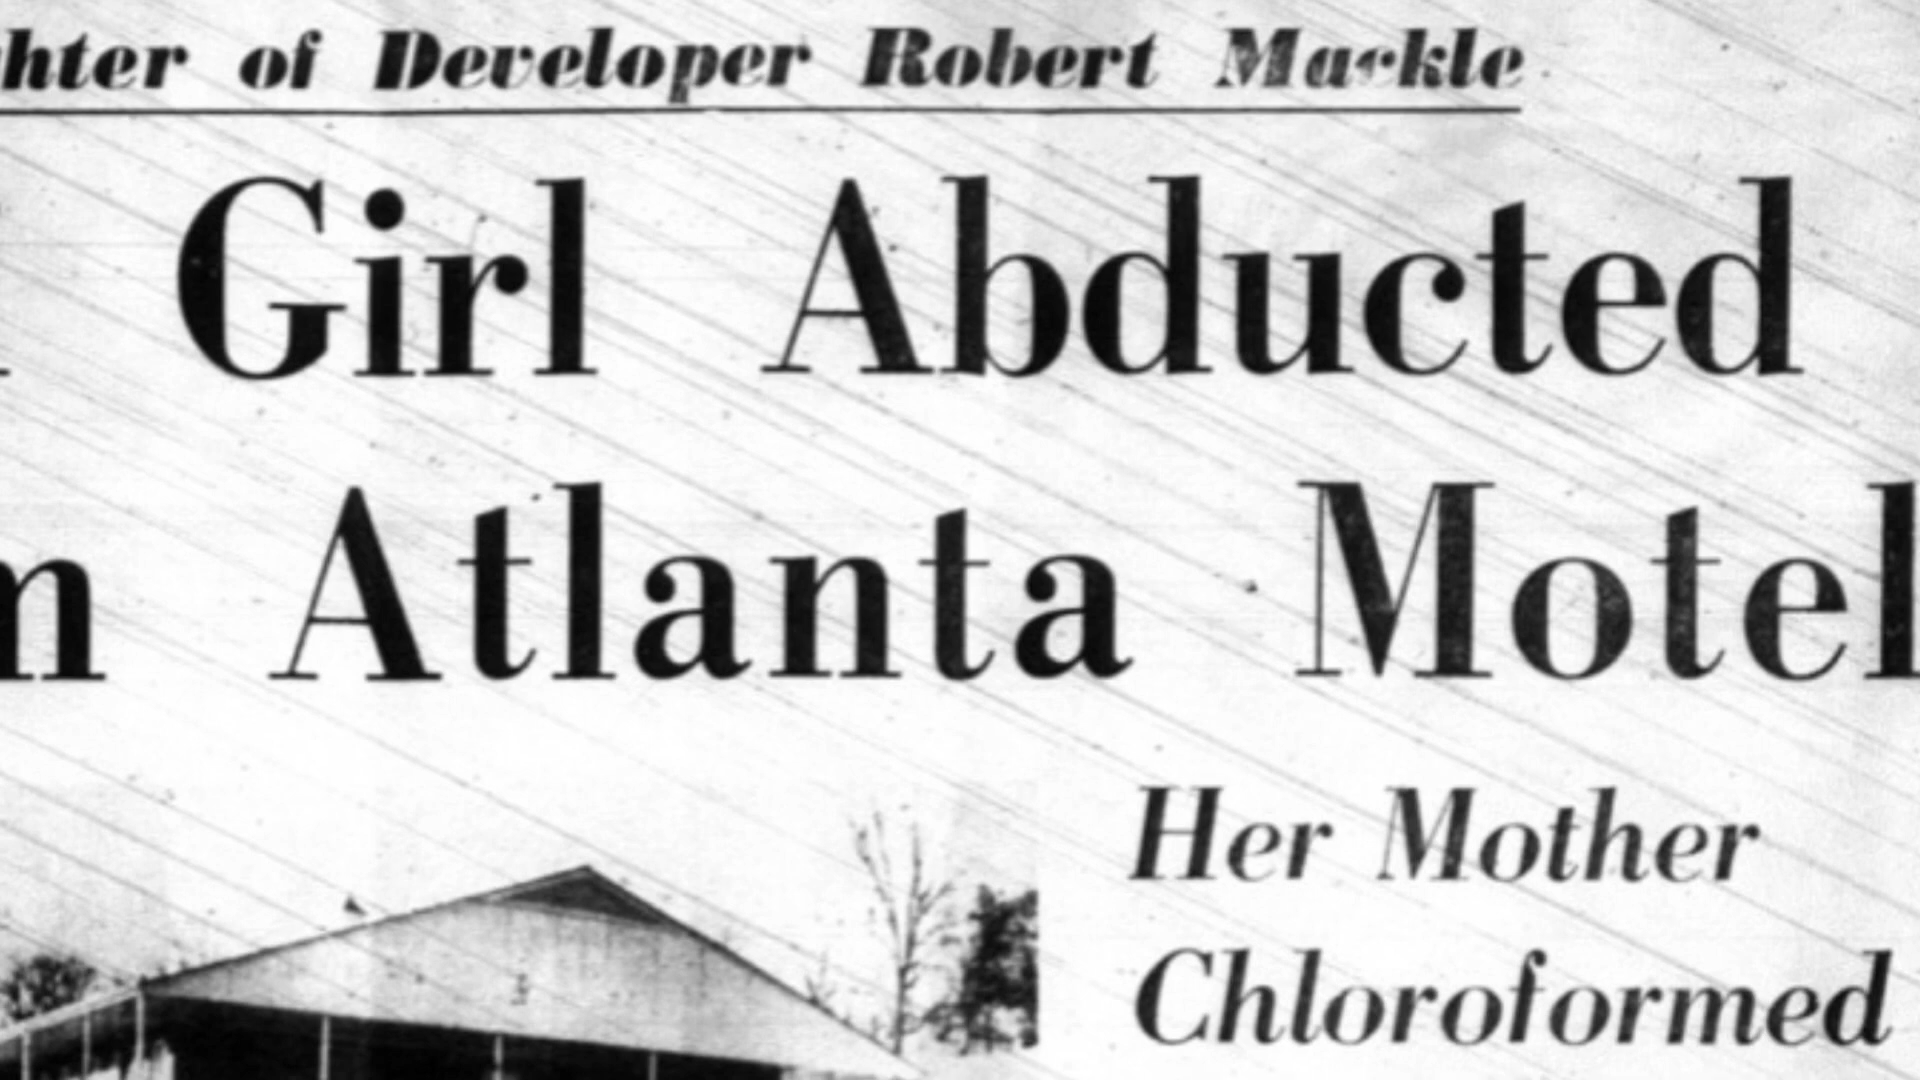 hter of Developer Robert Mackle
Girl Abducted
m Atlanta Motel
Her Mother
Chloroformed